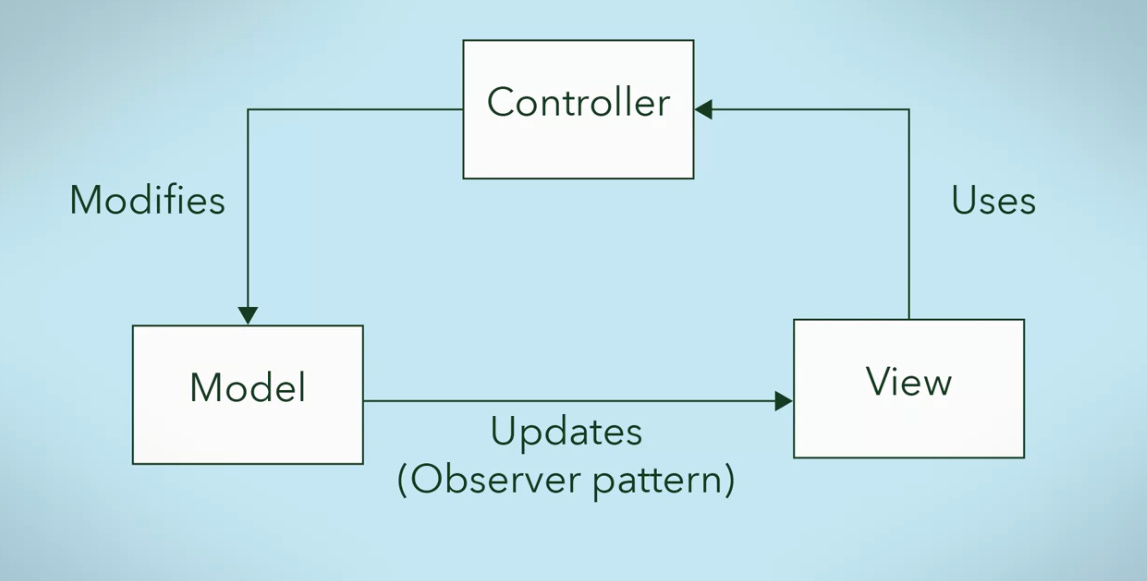 Controller
Modifies
Uses
Model
View
Updates
(Observer pattern)